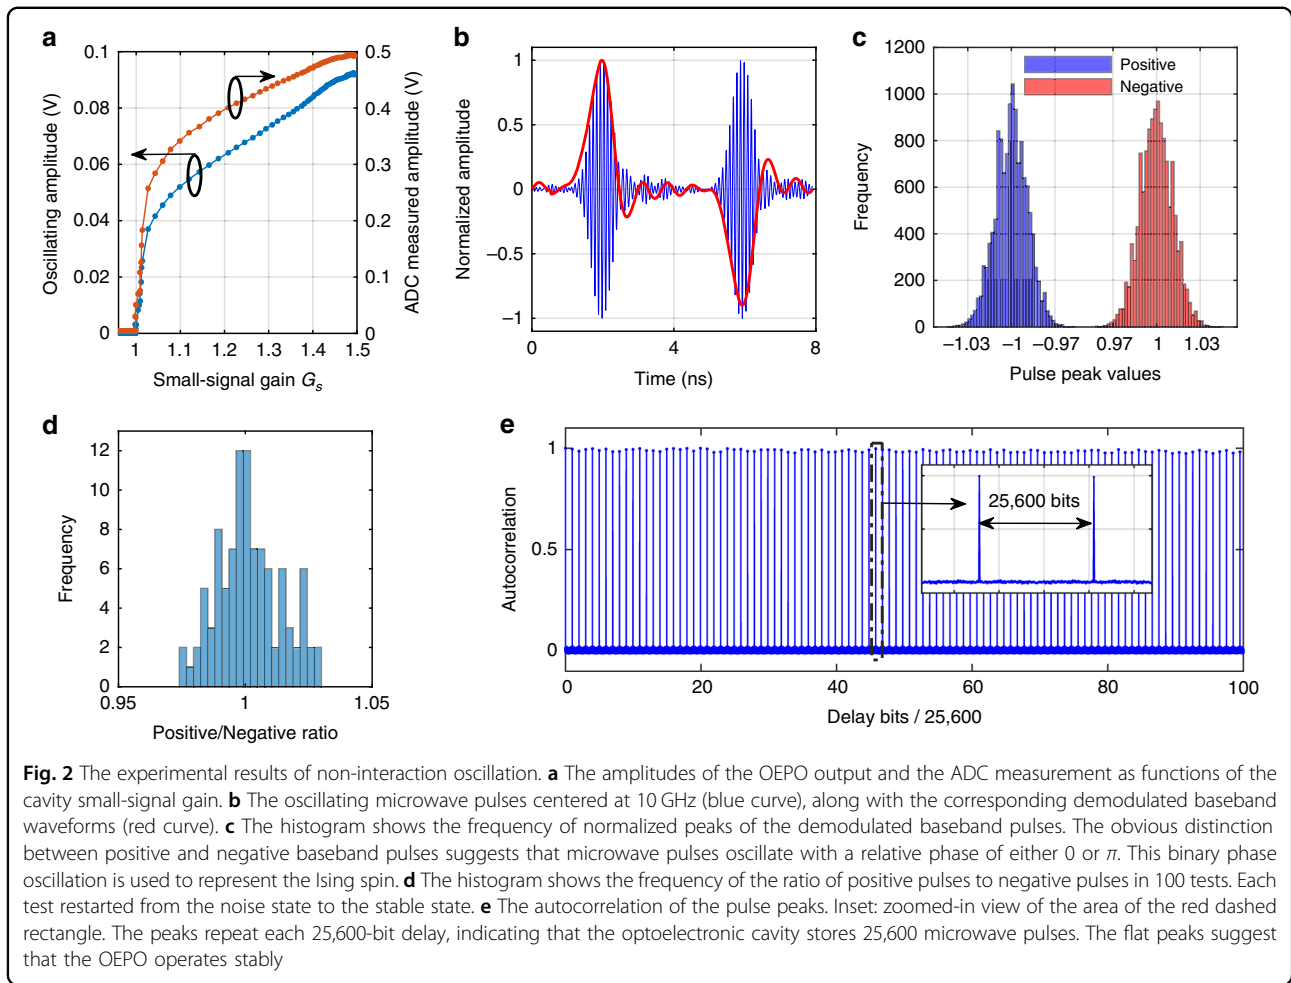 a
0.1
0.08
0.06
0.04
0.02
0
Oscillating amplitude (V)
0.5
0.4
0.3
0.2
0.1
0
ADC measured amplitude (V)
1
1.1
1.2
1.3
1.4
1.5
Small-signal gain Gs
b
1
0.5
0
−0.5
−1
Normalized amplitude
0
4
8
Time (ns)
c
1200
1000
800
600
400
200
0
Frequency
Positive
Negative
−1.03
−1
−0.97
0.97
1
1.03
Pulse peak values
d
12
10
8
6
4
2
0
Frequency
0.95
1
1.05
Positive/Negative ratio
e
1
0.5
0
Autocorrelation
25,600 bits
0
20
40
60
80
100
Delay bits / 25,600
Fig. 2 The experimental results of non-interaction oscillation. a The amplitudes of the OEPO output and the ADC measurement as functions of the
cavity small-signal gain. b The oscillating microwave pulses centered at 10 GHz (blue curve), along with the corresponding demodulated baseband
waveforms (red curve). c The histogram shows the frequency of normalized peaks of the demodulated baseband pulses. The obvious distinction
between positive and negative baseband pulses suggests that microwave pulses oscillate with a relative phase of either 0 or π. This binary phase
oscillation is used to represent the Ising spin. d The histogram shows the frequency of the ratio of positive pulses to negative pulses in 100 tests. Each
test restarted from the noise state to the stable state. e The autocorrelation of the pulse peaks. Inset: zoomed-in view of the area of the red dashed
rectangle. The peaks repeat each 25,600-bit delay, indicating that the optoelectronic cavity stores 25,600 microwave pulses. The flat peaks suggest
that the OEPO operates stably